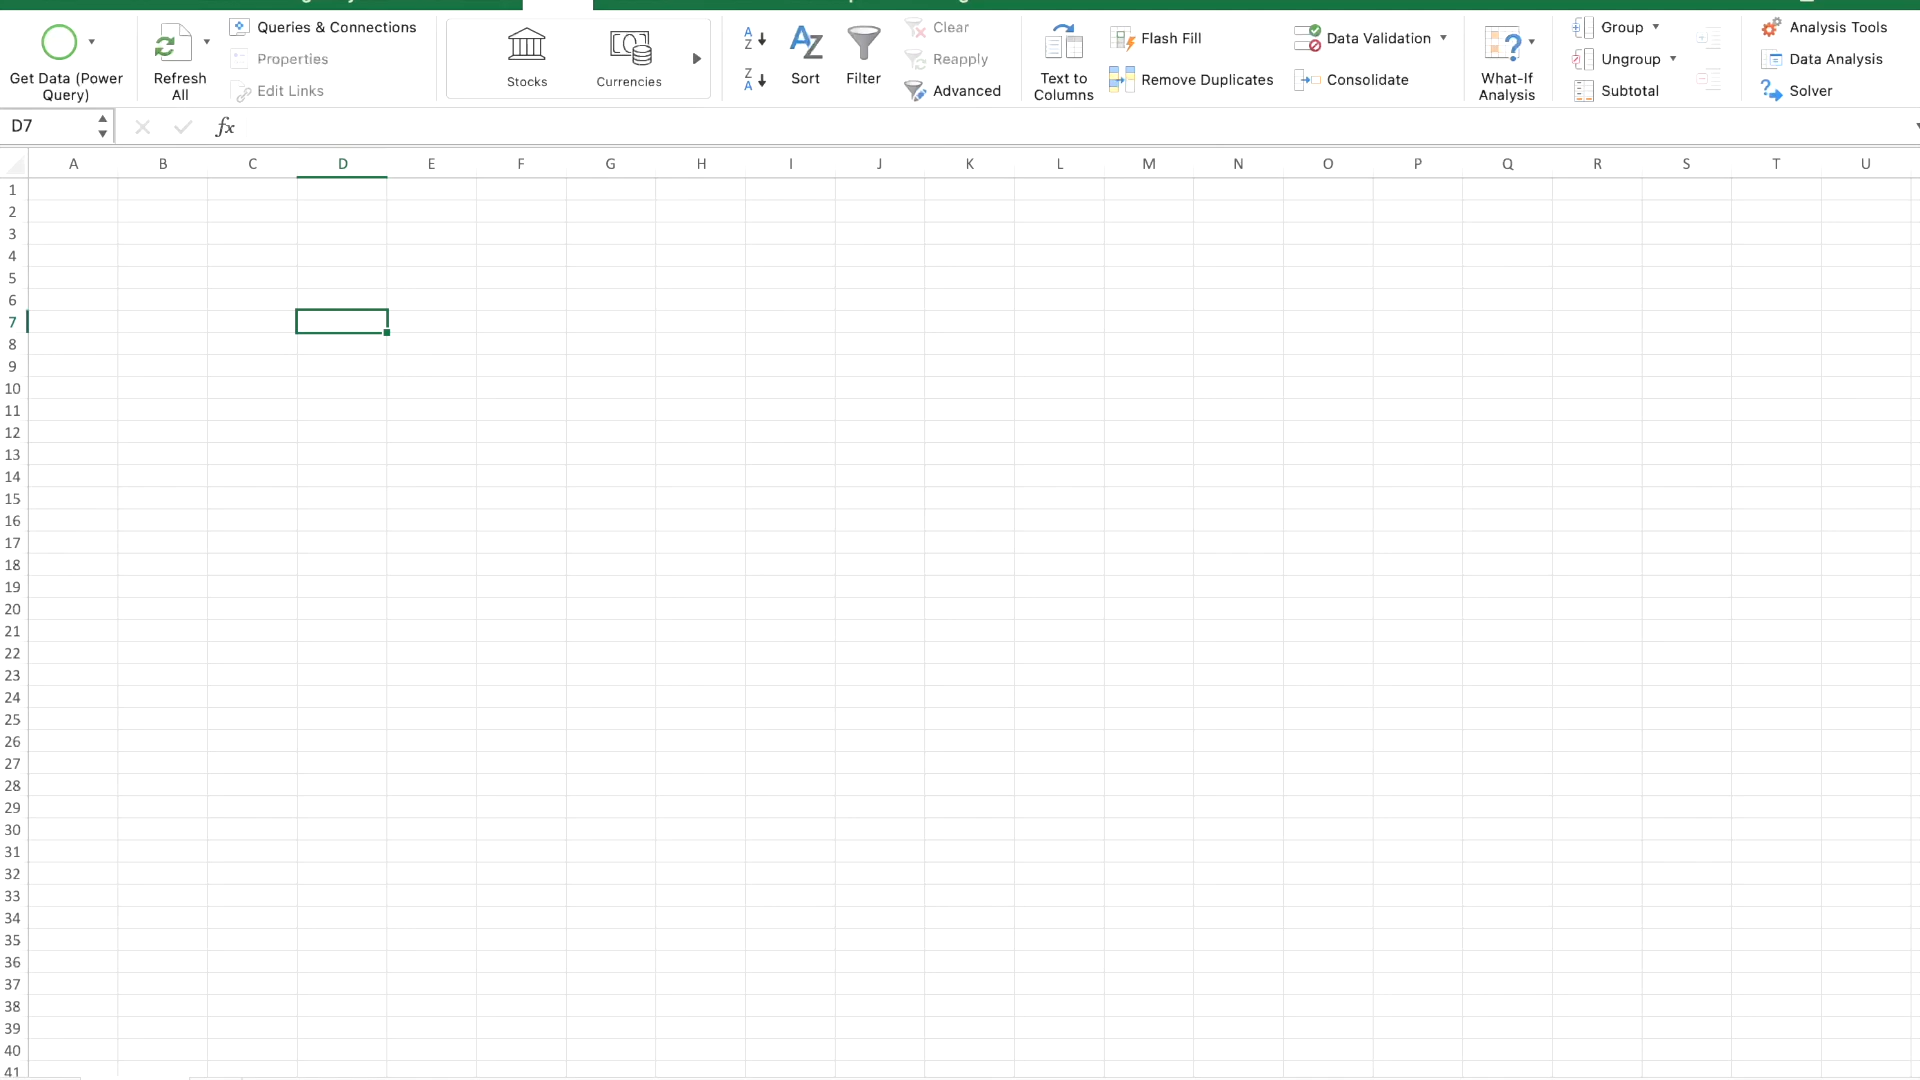 Queries & Connections
Properties
Edit Links
Get Data (Power
Query)
Refresh
All
Stocks
Currencies
A
Z
Z
A
AZ
Sort
Filter
Clear
Reapply
Advanced
Text to
Columns
Flash Fill
Remove Duplicates
Data Validation
Consolidate
What-If
Analysis
Group
Ungroup
Subtotal
Analysis Tools
Data Analysis
Solver
D7
fx
A B C D E F G H I J K L M N O P Q R S T U
1
2
3
4
5
6
7
8
9
10
11
12
13
14
15
16
17
18
19
20
21
22
23
24
25
26
27
28
29
30
31
32
33
34
35
36
37
38
39
40
41